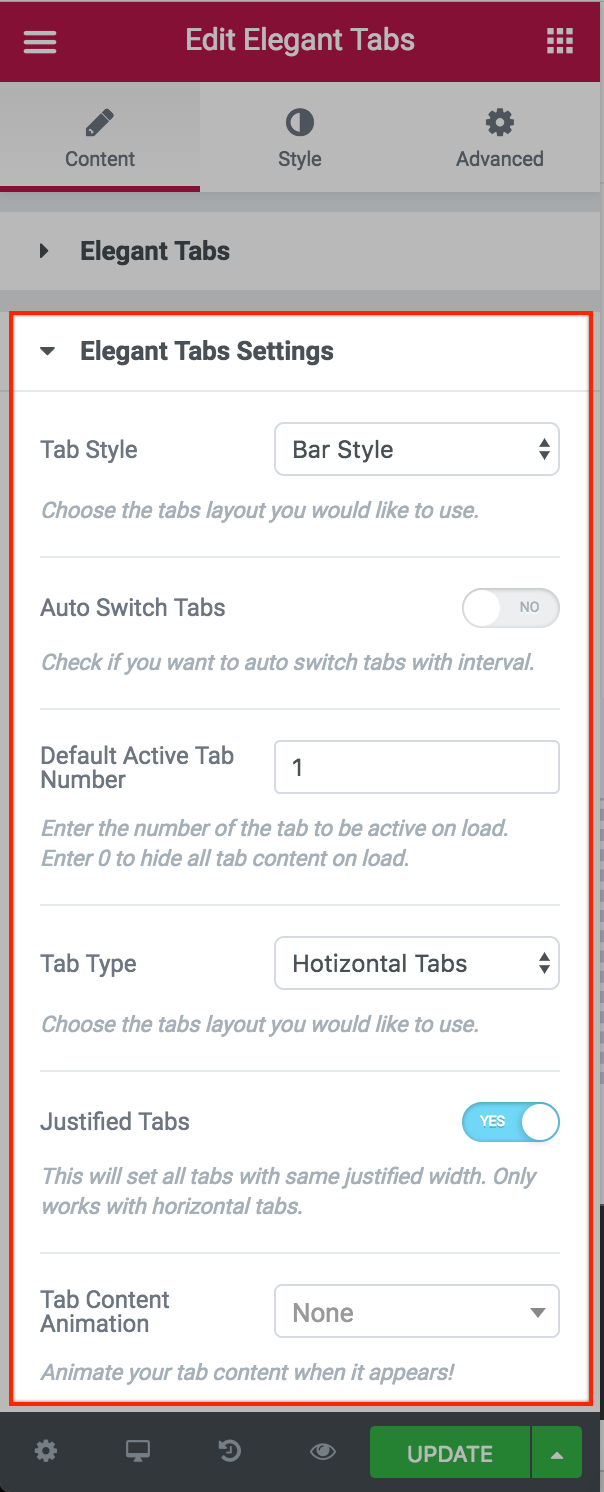 Edit Elegant Tabs
Content
Style
Advanced
Elegant Tabs
Elegant Tabs Settings
Tab Style
Bar Style
Choose the tabs layout you would like to use.
Auto Switch Tabs
NO
Check if you want to auto switch tabs with interval.
Default Active Tab
Number
1
Enter the number of the tab to be active on load.
Enter 0 to hide all tab content on load.
Tab Type
Hotizontal Tabs
Choose the tabs layout you would like to use.
Justified Tabs
YES
This will set all tabs with same justified width. Only
works with horizontal tabs.
Tab Content
Animation
None
Animate your tab content when it appears!
UPDATE